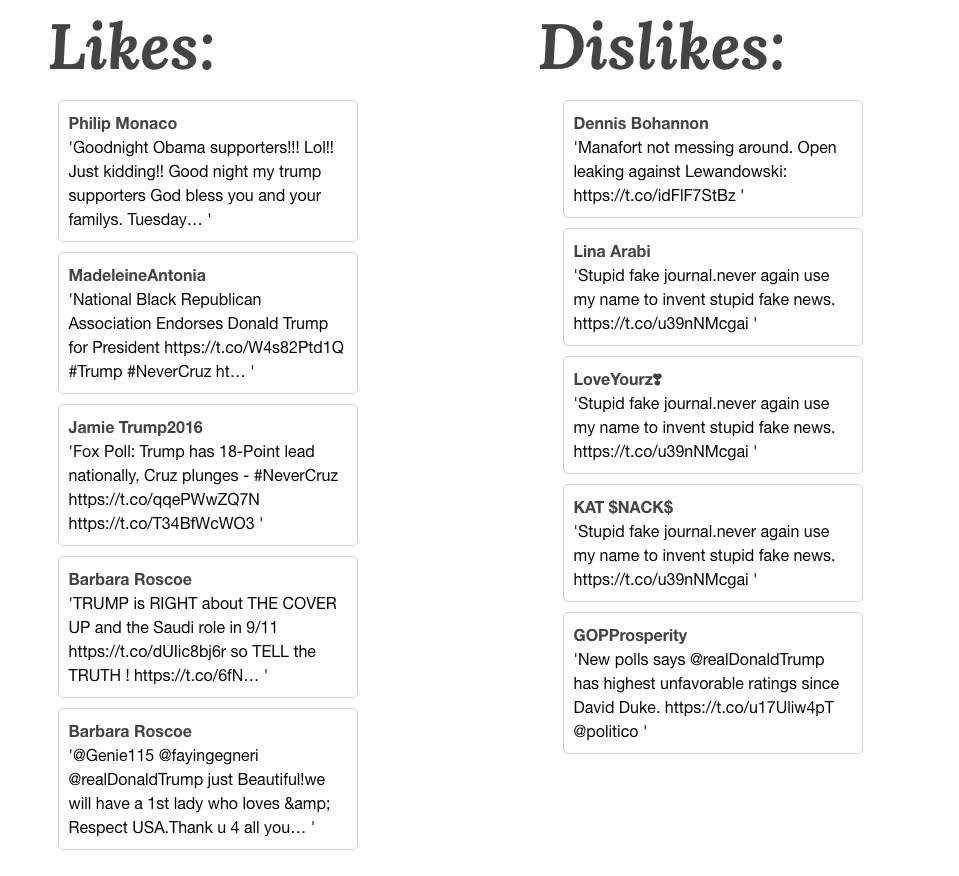 Likes:
Philip Monaco
'Goodnight Obama supporters!!! Lol!!
Just kidding!! Good night my trump
supporters God bless you and your
familys. Tuesday… '
MadeleineAntonia
'National Black Republican
Association Endorses Donald Trump
for President https://t.co/W4s82Ptd1Q
#Trump #NeverCruz ht… '
Jamie Trump2016
'Fox Poll: Trump has 18-Point lead
nationally, Cruz plunges - #NeverCruz
https://t.co/qqePWwZQ7N
https://t.co/T34BfWcWO3 '
Barbara Roscoe
'TRUMP is RIGHT about THE COVER
UP and the Saudi role in 9/11
https://t.co/dUlic8bj6r so TELL the
TRUTH ! https://t.co/6fN… '
Barbara Roscoe
'@Genie115 @fayingegneri
@realDonaldTrump just Beautiful!we
will have a 1st lady who loves &amp;
Respect USA.Thank u 4 all you… '
Dislikes:
Dennis Bohannon
'Manafort not messing around. Open
leaking against Lewandowski:
https://t.co/idFlF7StBz '
Lina Arabi
'Stupid fake journal.never again use
my name to invent stupid fake news.
https://t.co/u39nNMcgai '
LoveYourz❣
'Stupid fake journal.never again use
my name to invent stupid fake news.
https://t.co/u39nNMcgai '
KAT $NACK$
'Stupid fake journal.never again use
my name to invent stupid fake news.
https://t.co/u39nNMcgai '
GOPProsperity
'New polls says @realDonaldTrump
has highest unfavorable ratings since
David Duke. https://t.co/u17Uliw4pT
@politico '